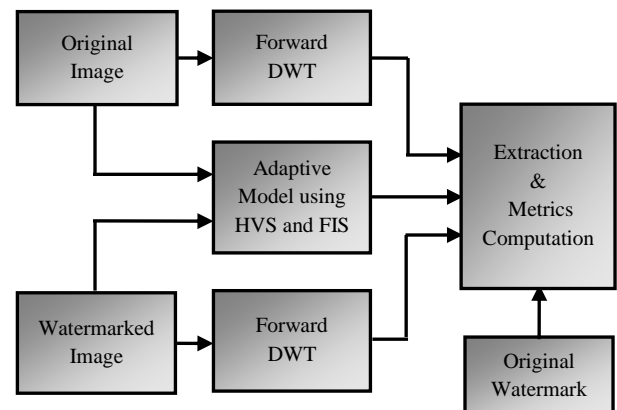 Original
Image
Forward
DWT
Adaptive
Model using
HVS and FIS
Extraction
&
Metrics
Computation
Watermarked
Image
Forward
DWT
Original
Watermark